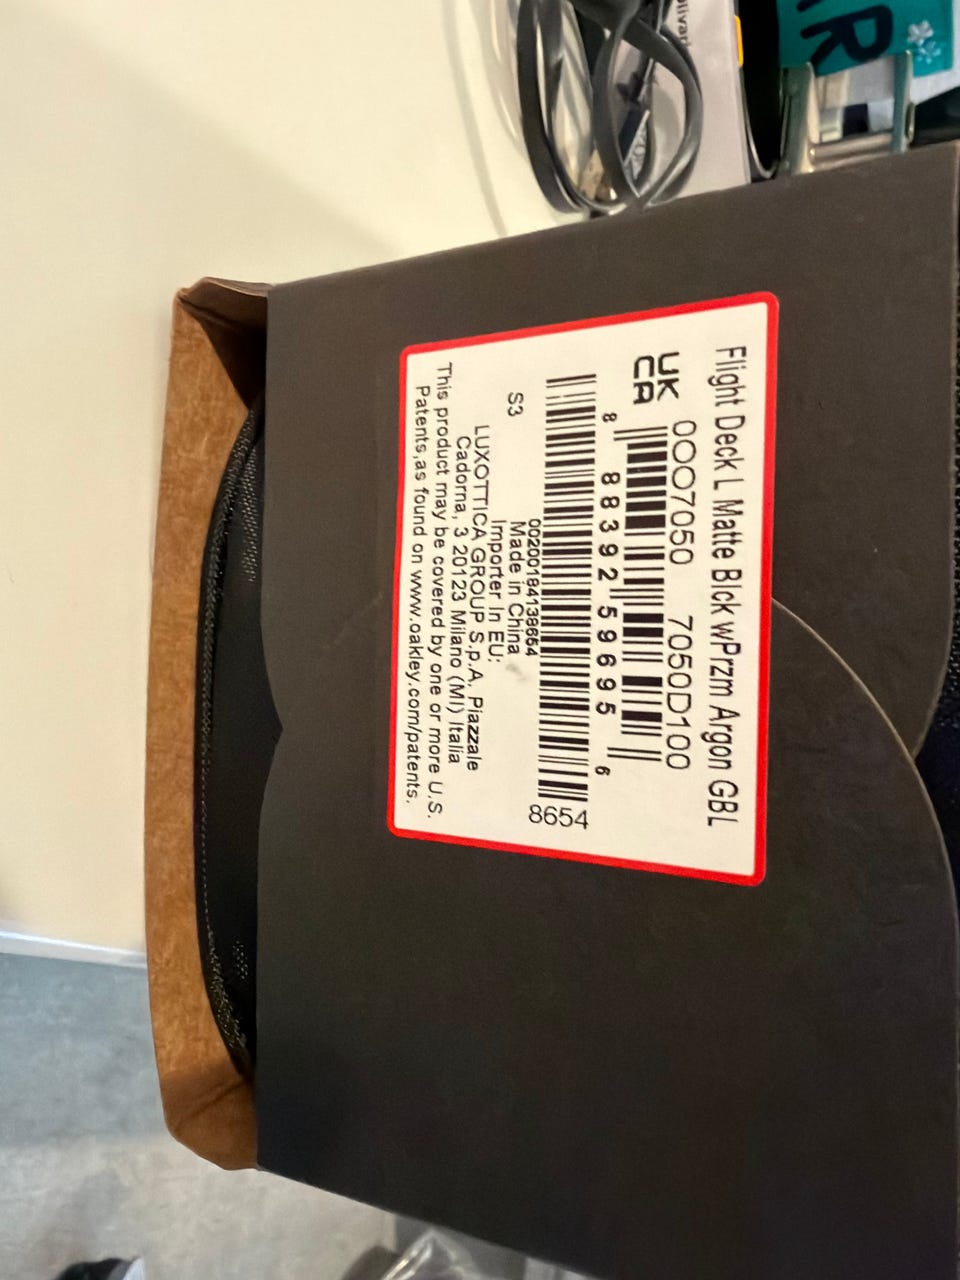 Flight Deck L Matte Blck wPrzm Argon GBL
UK
CA
0OO7050 7050D100
8 883925 96956
8654
0020018413​8654
S3
Made in China
Importer In EU:
LUXOTTICA GROUP S.p.A, Piazzale
Cadorna, 3 20123 Milano (MI) Italia
This product may be covered by one or more U.S.
Patents,as found on www.oakley.com/patents.
R